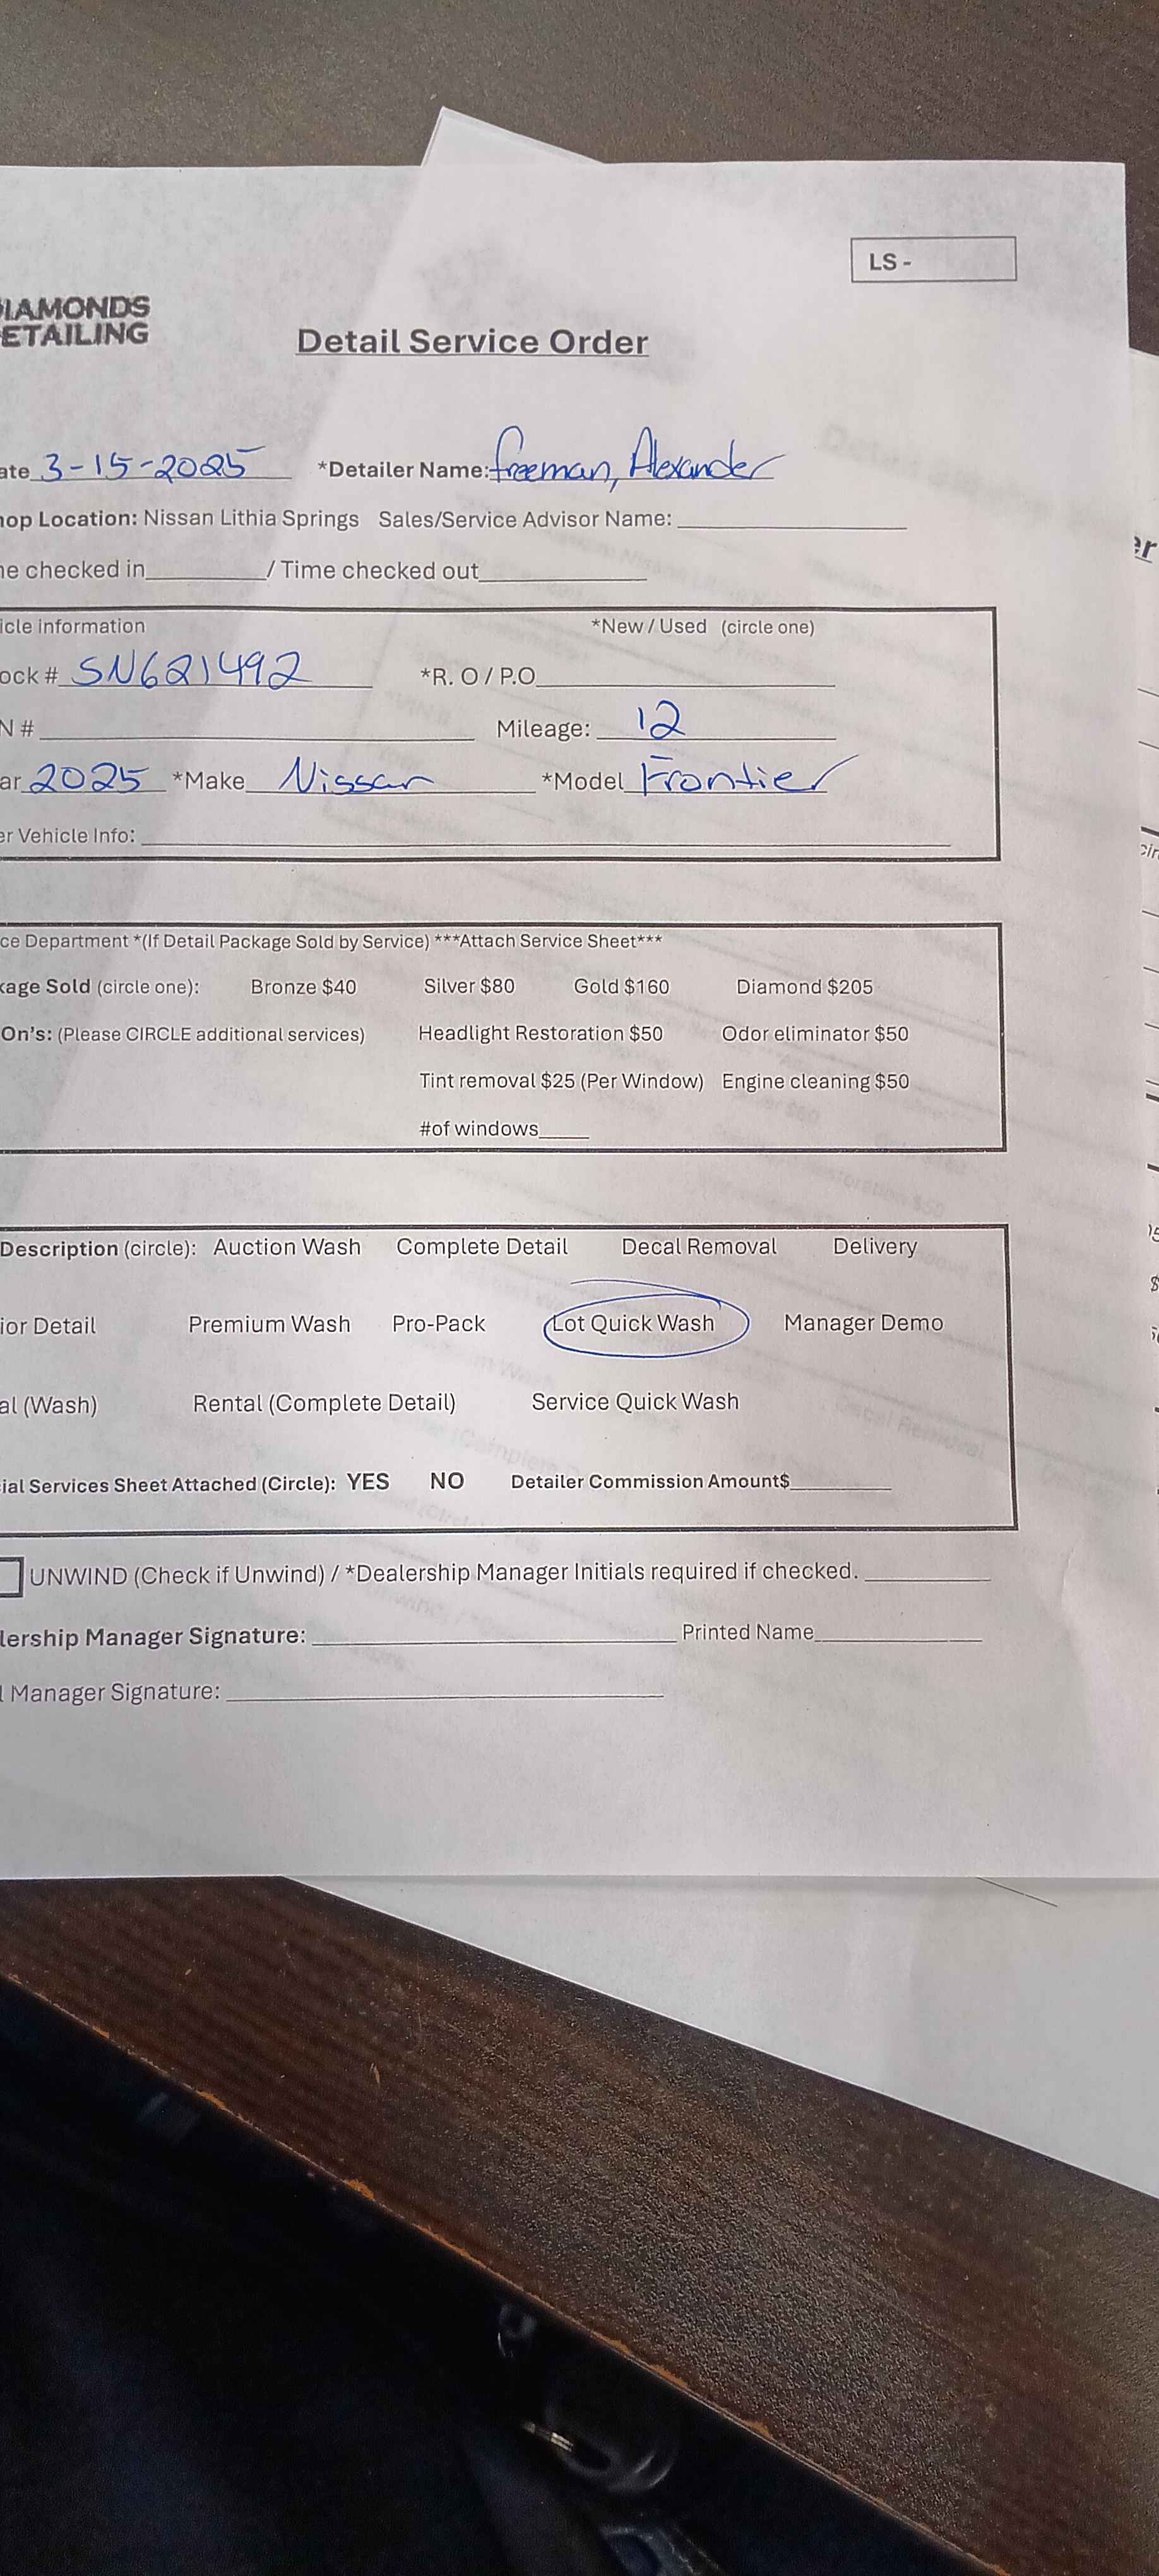 LS -
IAMONDS
ETAILING
Detail Service Order
ate 3-15-2025 *Detailer Name: freeman, Alexander
hop Location: Nissan Lithia Springs Sales/Service Advisor Name:
ne checked in / Time checked out
icle information *New / Used (circle one)
ock # SN621492 *R. O / P.O
N # Mileage: 12
ar 2025 *Make Nissan *Model Frontier
er Vehicle Info:
ce Department *(If Detail Package Sold by Service) ***Attach Service Sheet***
kage Sold (circle one): Bronze $40 Silver $80 Gold $160 Diamond $205
On's: (Please CIRCLE additional services) Headlight Restoration $50 Odor eliminator $50
Tint removal $25 (Per Window) Engine cleaning $50
#of windows
Description (circle): Auction Wash Complete Detail Decal Removal Delivery
ior Detail Premium Wash Pro-Pack Lot Quick Wash Manager Demo
al (Wash) Rental (Complete Detail) Service Quick Wash
ial Services Sheet Attached (Circle): YES NO Detailer Commission Amount$
UNWIND (Check if Unwind) / *Dealership Manager Initials required if checked.
lership Manager Signature: Printed Name
l Manager Signature: